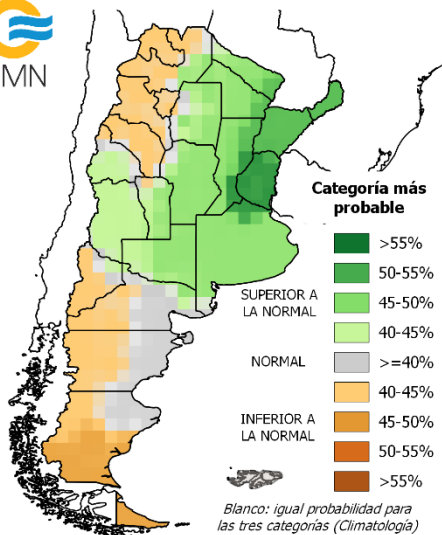 MN
Categoría más
probable
>55%
50-55%
SUPERIOR A
LA NORMAL
45-50%
40-45%
NORMAL
>=40%
40-45%
INFERIOR A
LA NORMAL
45-50%
50-55%
>55%
Blanco: igual probabilidad para
las tres categorías (Climatología)